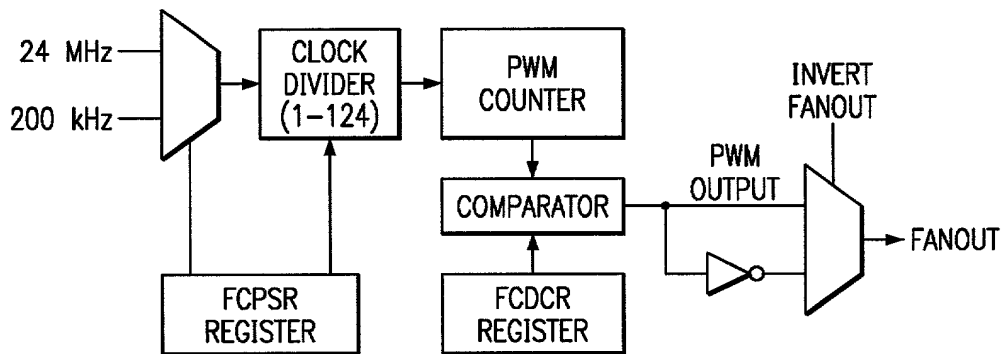 24 MHz
200 kHz
CLOCK
DIVIDER
(1-124)
PWM
COUNTER
COMPARATOR
FCPSR
REGISTER
FCDCR
REGISTER
PWM
OUTPUT
INVERT
FANOUT
FANOUT